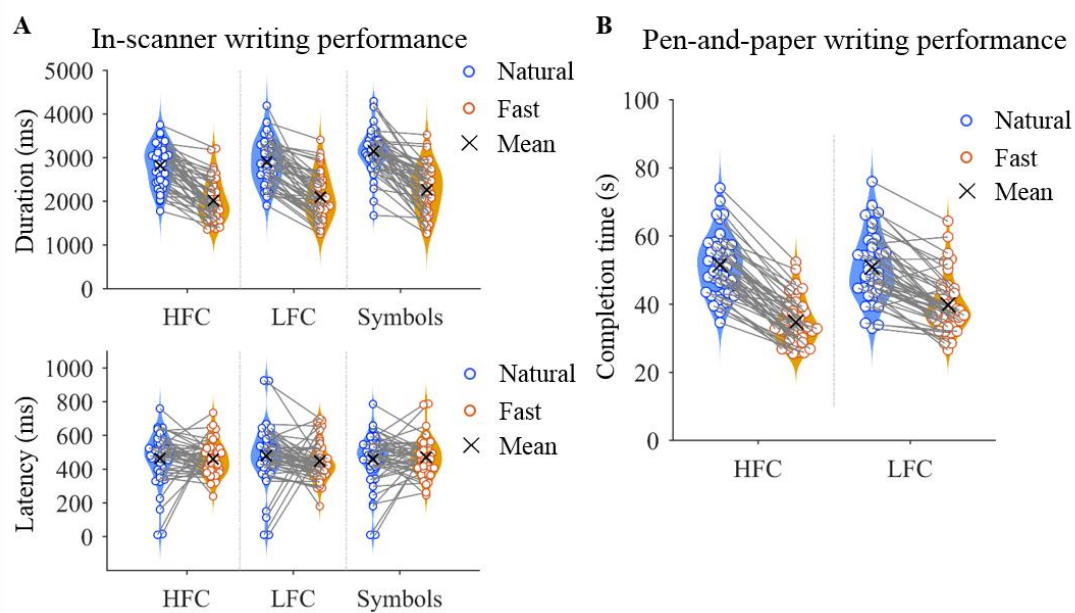 A
In-scanner writing performance
Duration (ms)
5000
4000
3000
2000
1000
0
HFC
LFC
Symbols
Natural
Fast
Mean
Latency (ms)
1000
800
600
400
200
0
HFC
LFC
Symbols
Natural
Fast
Mean
B
Pen-and-paper writing performance
Completion time (s)
100
80
60
40
20
0
HFC
LFC
Natural
Fast
Mean